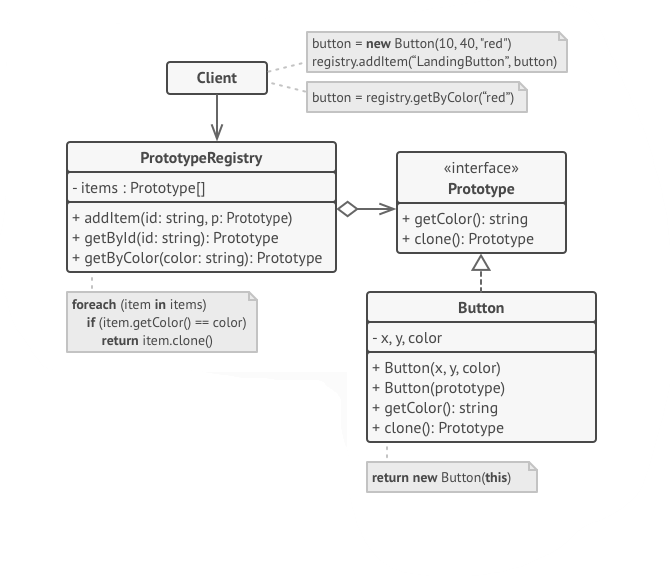 button = new Button(10, 40, "red")
registry.addItem(“LandingButton”, button)
Client
button = registry.getByColor(“red”)
PrototypeRegistry
- items : Prototype[]
+ addItem(id: string, p: Prototype)
+ getById(id: string): Prototype
+ getByColor(color: string): Prototype
«interface»
Prototype
+ getColor(): string
+ clone(): Prototype
foreach (item in items)
if (item.getColor() == color)
return item.clone()
Button
- x, y, color
+ Button(x, y, color)
+ Button(prototype)
+ getColor(): string
+ clone(): Prototype
return new Button(this)